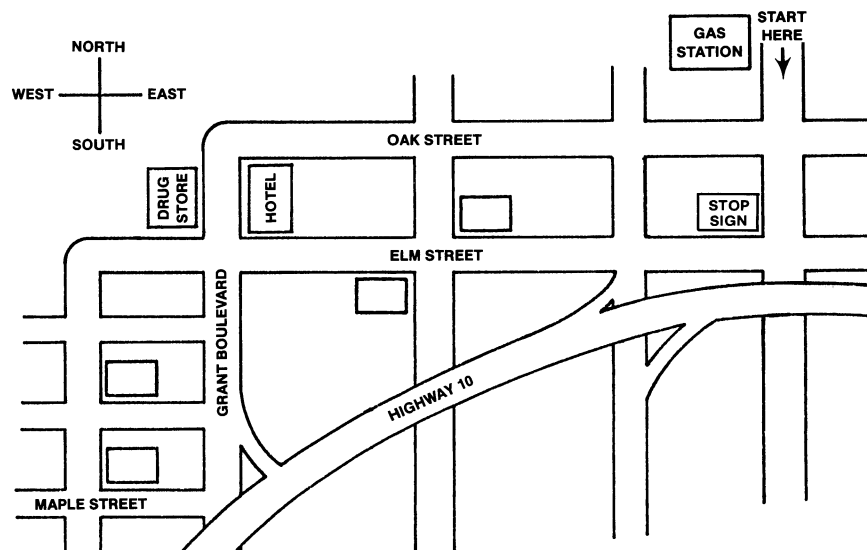 NORTH
WEST
EAST
SOUTH
GAS
STATION
START
HERE
OAK STREET
DRUG
STORE
HOTEL
STOP
SIGN
ELM STREET
GRANT BOULEVARD
HIGHWAY 10
MAPLE STREET